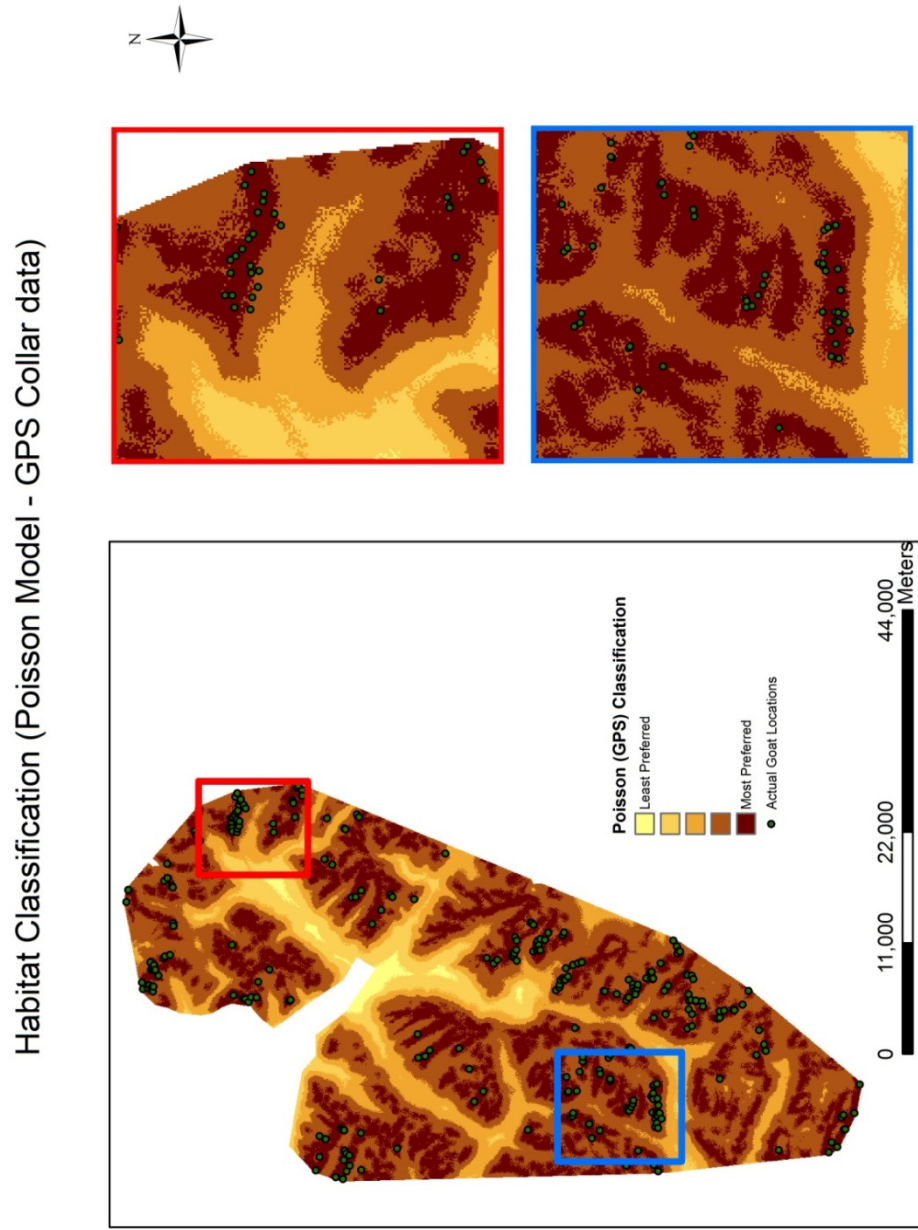 Habitat Classification (Poisson Model - GPS Collar data)
N
Poisson (GPS) Classification
Least Preferred
Most Preferred
Actual Goat Locations
0 11,000 22,000 44,000
Meters